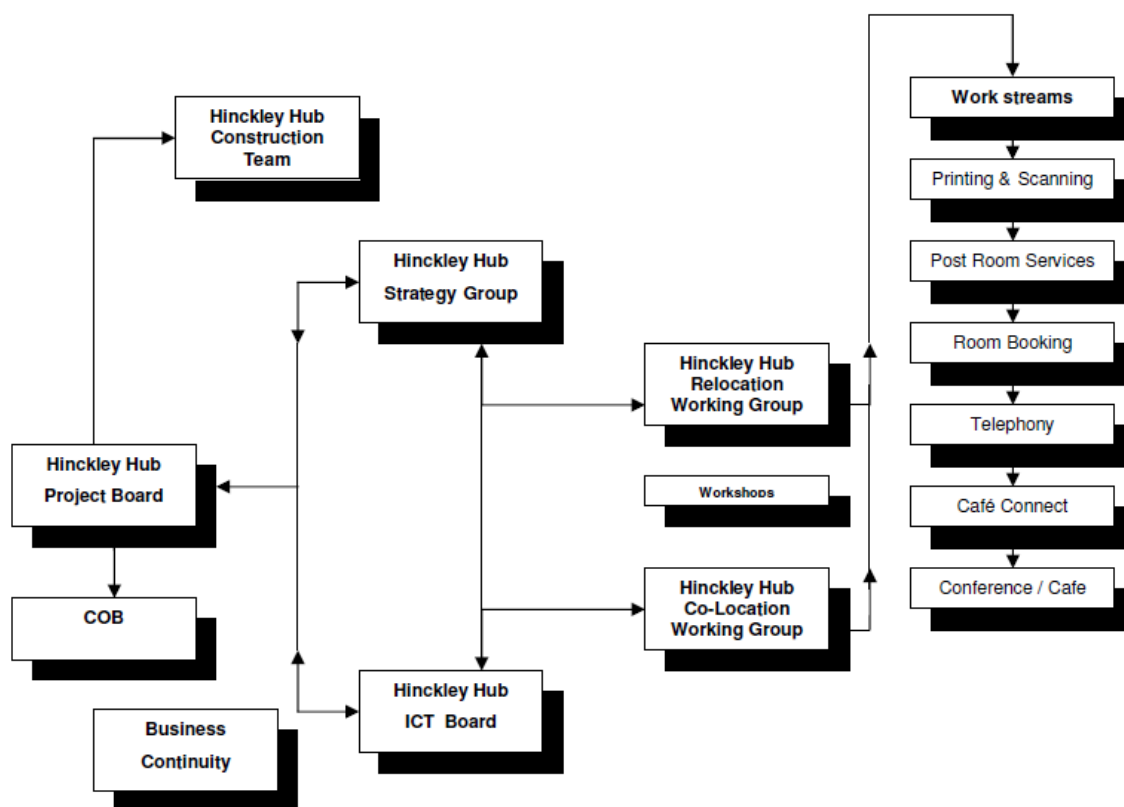 Hinckley Hub
Construction
Team
Hinckley Hub
Strategy Group
Hinckley Hub
Project Board
COB
Business
Continuity
Hinckley Hub
ICT Board
Hinckley Hub
Relocation
Working Group
Workshops
Hinckley Hub
Co-Location
Working Group
Work streams
Printing & Scanning
Post Room Services
Room Booking
Telephony
Café Connect
Conference / Cafe